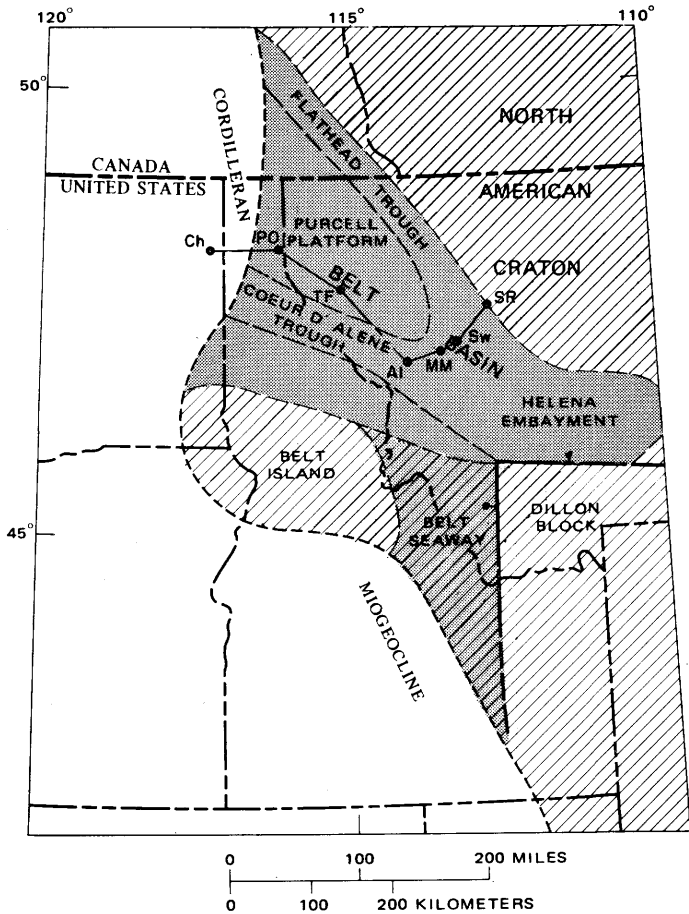 120° 115° 110°
50°
NORTH
AMERICAN
CRATON
CORDILLERAN
FLATHEAD TROUGH
CANADA
UNITED STATES
PURCELL
PLATFORM
Ch
PO
BELT
TF
SR
COEUR D' ALENE
TROUGH
Sw
BASIN
MM
AI
HELENA
EMBAYMENT
BELT
ISLAND
BELT
SEAWAY
DILLON
BLOCK
45°
MIOGEOCLINE
0 100 200 MILES
0 100 200 KILOMETERS